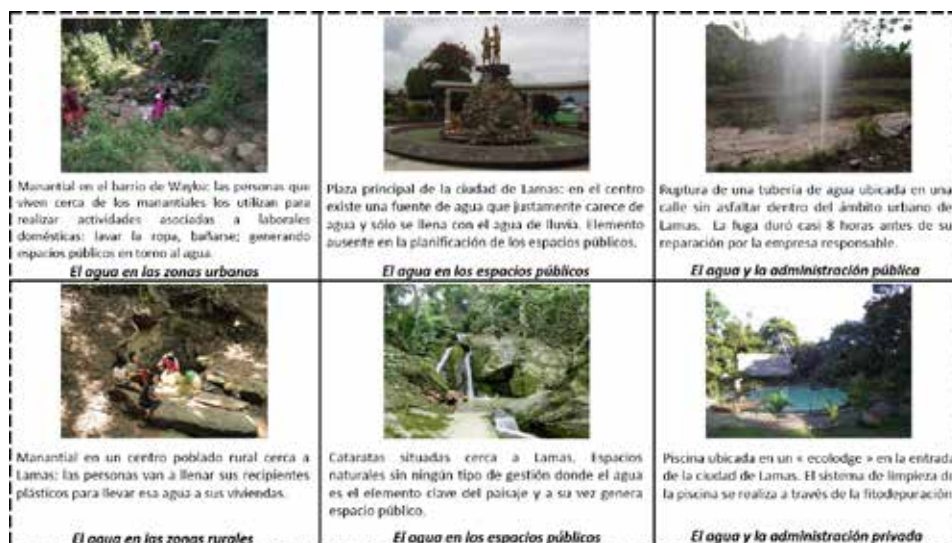 Manantial en el barrio de Wayku: las personas que
viven cerca de los manantiales los utilizan para
realizar actividades asociadas a laborales
domésticas: lavar la ropa, bañarse; generando
espacios públicos en torno al agua.
El agua en las zonas urbanas
Plaza principal de la ciudad de Lamas: en el centro
existe una fuente de agua que justamente carece de
agua y sólo se llena con el agua de lluvia. Elemento
ausente en la planificación de los espacios públicos.
El agua en los espacios públicos
Ruptura de una tubería de agua ubicada en una
calle sin asfaltar dentro del ámbito urbano de
Lamas. La fuga duró casi 8 horas antes de su
reparación por la empresa responsable.
El agua y la administración pública
Manantial en un centro poblado rural cerca a
Lamas: las personas van a llenar sus recipientes
plásticos para llevar esa agua a sus viviendas.
El agua en las zonas rurales
Cataratas situadas cerca a Lamas. Espacios
naturales sin ningún tipo de gestión donde el agua
es el elemento clave del paisaje y a su vez genera
espacio público.
El agua en los espacios públicos
Piscina ubicada en un « ecolodge » en la entrada
de la ciudad de Lamas. El sistema de limpieza de
la piscina se realiza a través de la fitodepuración
El agua y la administración privada